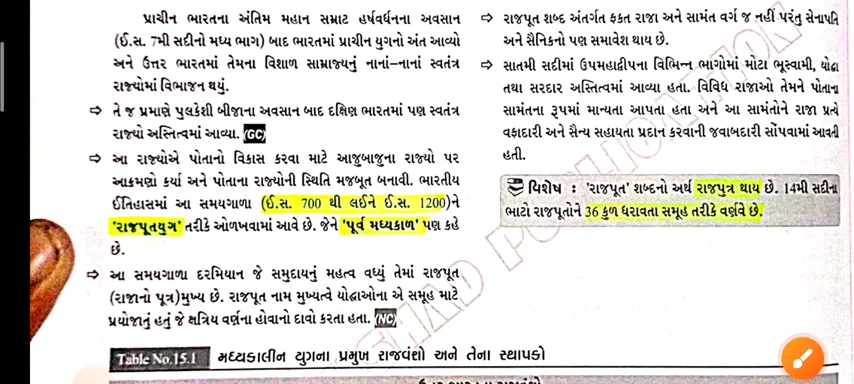 પ્રાચીન ભારતના અંતિમ મહાન સમ્રાટ હર્ષવર્ધનના અવસાન
(ઈ.સ. 7મી સદીનો મધ્ય ભાગ) બાદ ભારતમાં પ્રાચીન યુગનો અંત આવ્યો
અને ઉત્તર ભારતમાં તેમના વિશાળ સામ્રાજ્યનું નાનાં-નાનાં સ્વતંત્ર
રાજ્યોમાં વિભાજન થયું.
⇨ તે જ પ્રમાણે પુલકેશી બીજાના અવસાન બાદ દક્ષિણ ભારતમાં પણ સ્વતંત્ર
રાજ્યો અસ્તિત્વમાં આવ્યા. (GC)
⇨ આ રાજ્યોએ પોતાનો વિકાસ કરવા માટે આજુબાજુના રાજ્યો પર
આક્રમણો કર્યા અને પોતાના રાજ્યોની સ્થિતિ મજબૂત બનાવી. ભારતીય
ઈતિહાસમાં આ સમયગાળા (ઈ.સ. 700 થી લઈને ઈ.સ. 1200)ને
'રાજપૂતયુગ' તરીકે ઓળખવામાં આવે છે. જેને 'પૂર્વ મધ્યકાળ' પણ કહે
છે.
⇨ આ સમયગાળા દરમિયાન જે સમુદાયનું મહત્વ વધ્યું તેમાં રાજપૂત
(રાજાનો પૂત્ર) મુખ્ય છે. રાજપૂત નામ મુખ્યત્વે યોદ્ધાઓના એ સમૂહ માટે
પ્રયોજાતું હતું જે ક્ષત્રિય વર્ણના હોવાનો દાવો કરતા હતા. (NC)
⇨ રાજપૂત શબ્દ અંતર્ગત ફક્ત રાજા અને સામંત વર્ગ જ નહીં પરંતુ સેનાપતિ
અને સૈનિકનો પણ સમાવેશ થાય છે.
⇨ સાતમી સદીમાં ઉપમહાદ્વીપના વિભિન્ન ભાગોમાં મોટા ભૂસ્વામી, યોદ્ધા
તથા સરદાર અસ્તિત્વમાં આવ્યા હતા. વિવિધ રાજાઓ તેમને પોતાના
સામંતના રૂપમાં માન્યતા આપતા હતા અને આ સામંતોને રાજા પ્રત્યે
વફાદારી અને સૈન્ય સહાયતા પ્રદાન કરવાની જવાબદારી સોંપવામાં આવતી
હતી.
વિશેષ : 'રાજપૂત' શબ્દનો અર્થ રાજપુત્ર થાય છે. 14મી સદીના
ભાટો રાજપૂતોને 36 કુળ ધરાવતા સમૂહ તરીકે વર્ણવે છે.
Table No.15.1 મધ્યકાલીન યુગના પ્રમુખ રાજવંશો અને તેના સ્થાપકો